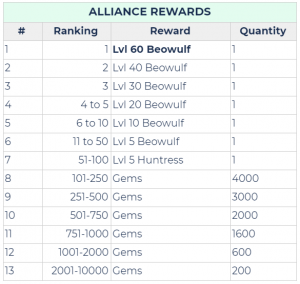 ALLIANCE REWARDS
# Ranking Reward Quantity
1 1 Lvl 60 Beowulf 1
2 2 Lvl 40 Beowulf 1
3 3 Lvl 30 Beowulf 1
4 4 to 5 Lvl 20 Beowulf 1
5 6 to 10 Lvl 10 Beowulf 1
6 11 to 50 Lvl 5 Beowulf 1
7 51-100 Lvl 5 Huntress 1
8 101-250 Gems 4000
9 251-500 Gems 3000
10 501-750 Gems 2000
11 751-1000 Gems 1600
12 1001-2000 Gems 600
13 2001-10000 Gems 200